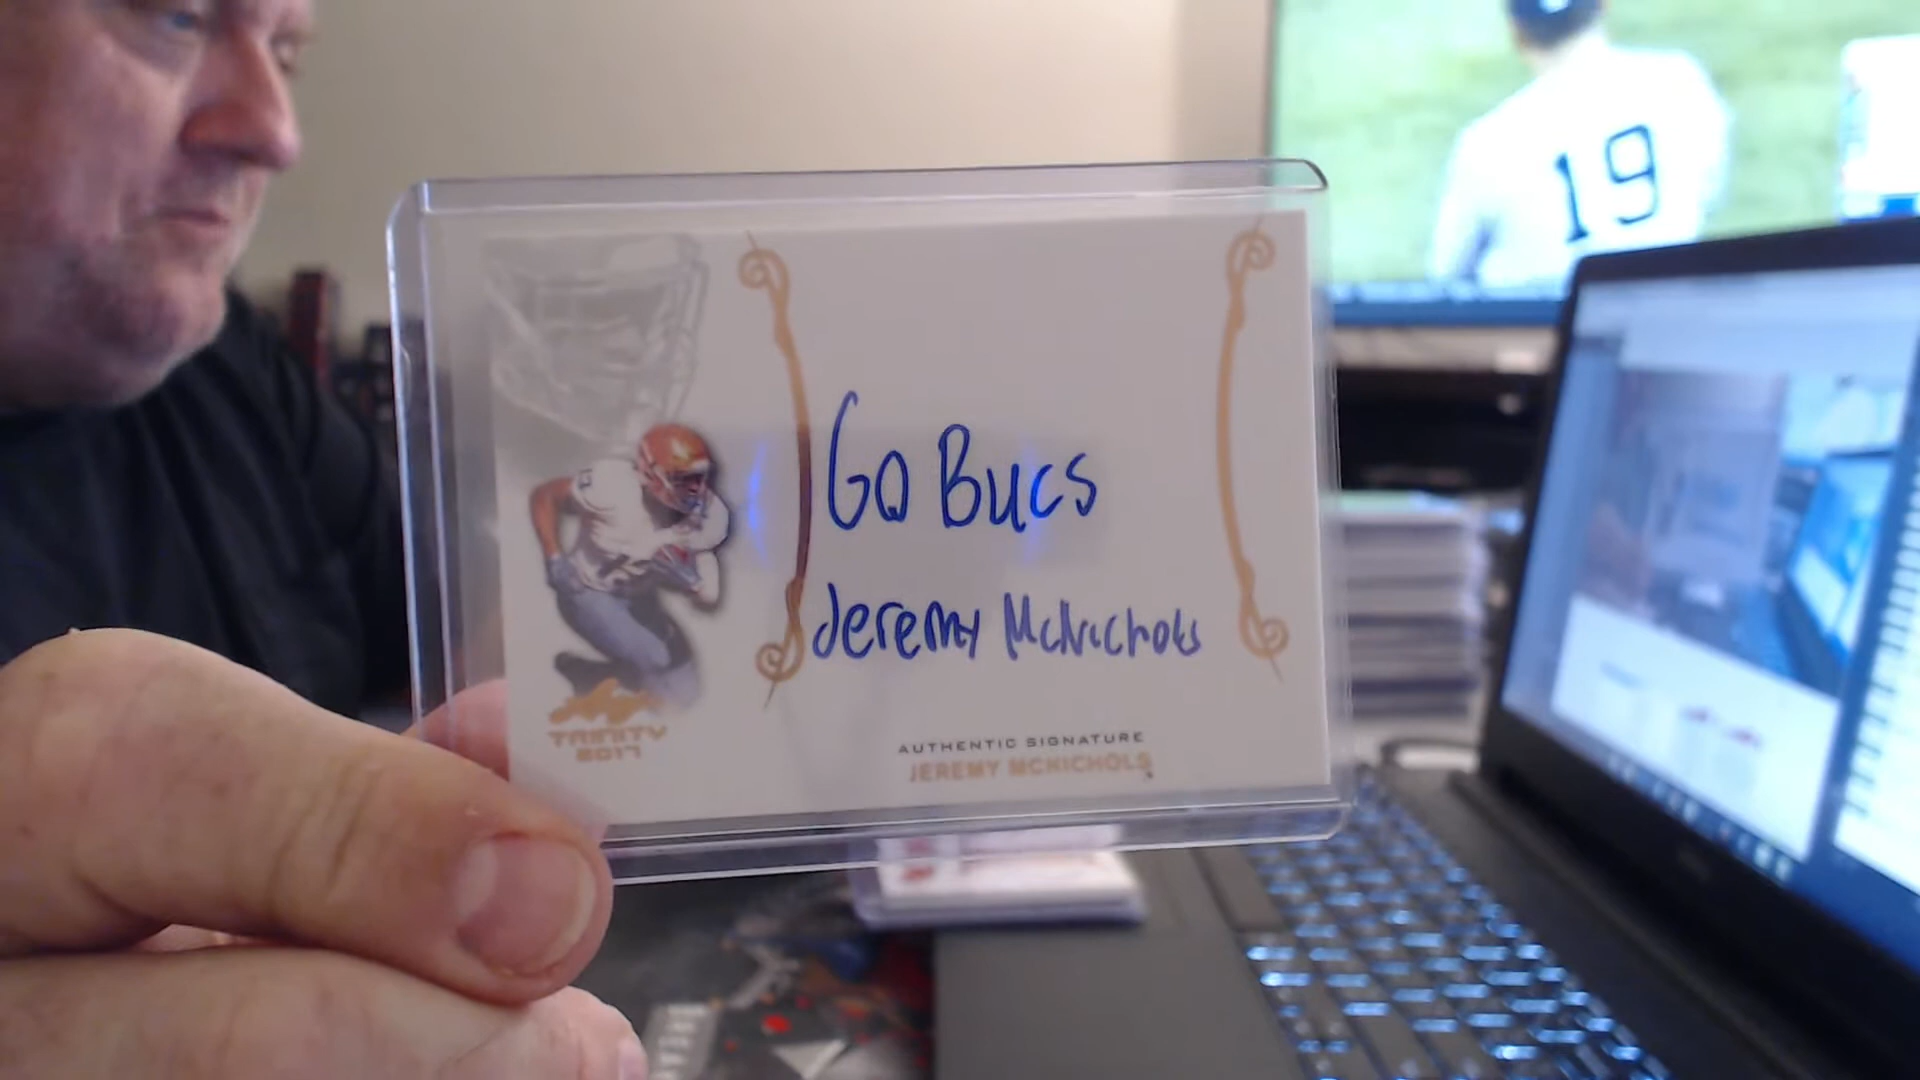 19
Go Bucs
Jeremy McNichols
TRINITY
2017
AUTHENTIC SIGNATURE
JEREMY MCNICHOLS